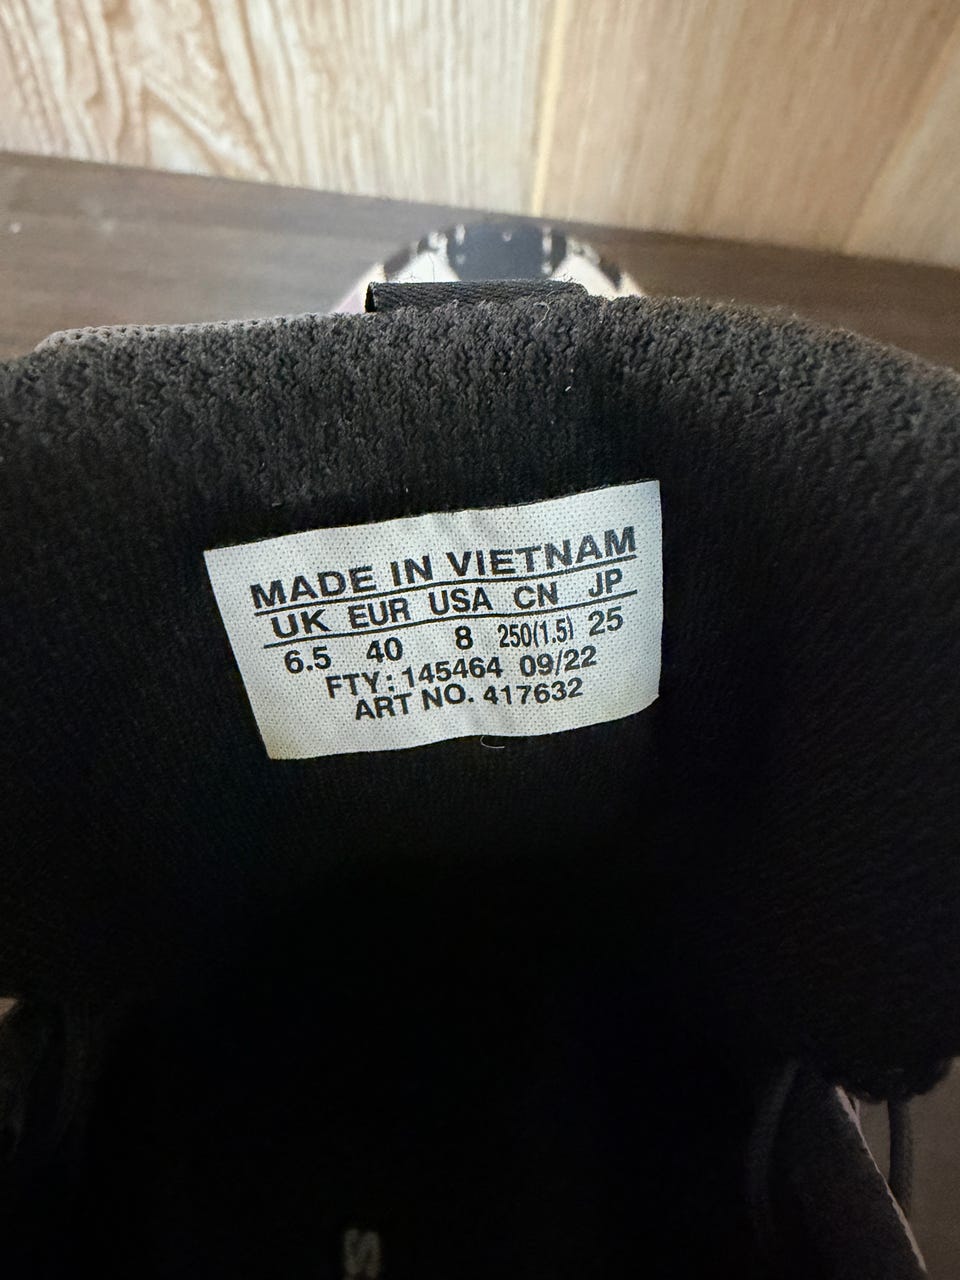 MADE IN VIETNAM
UK EUR USA CN JP
6.5 40 8 250(1.5) 25
FTY: 145464 09/22
ART NO. 417632
S